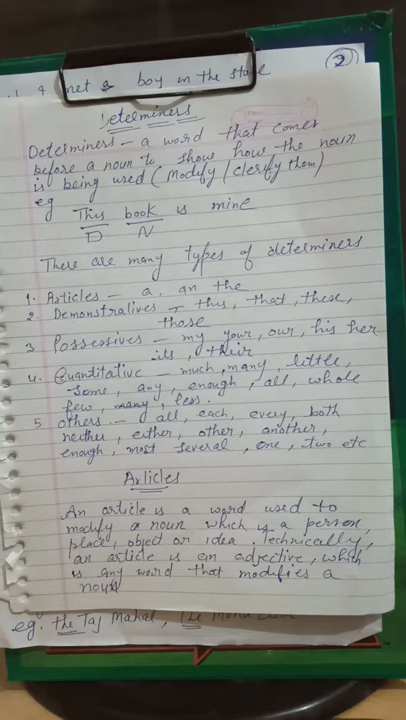 I met a boy in the
2
Determiners
Determiners - a word that comes
before a noun to show how the noun
is being used (Modify / Clerify them)
eg This book is mine
D N
There are many types of determiners
1. Articles - a, an the
2. Demonstratives - this, that, these,
those
3 Possessives - my your, our, his her
its, their
4. Quantitative - much, many, little,
some, any, enough, all, whole
few, many, less.
5. others - all, each, every, both
neither, either, other, another,
enough, most several, one, two etc
Articles
An article is a word used to
modify a noun which is a person,
place, object or idea. Technically,
an article is an adjective, which
is any word that modifies a
noun
eg. the Taj Mahal, The